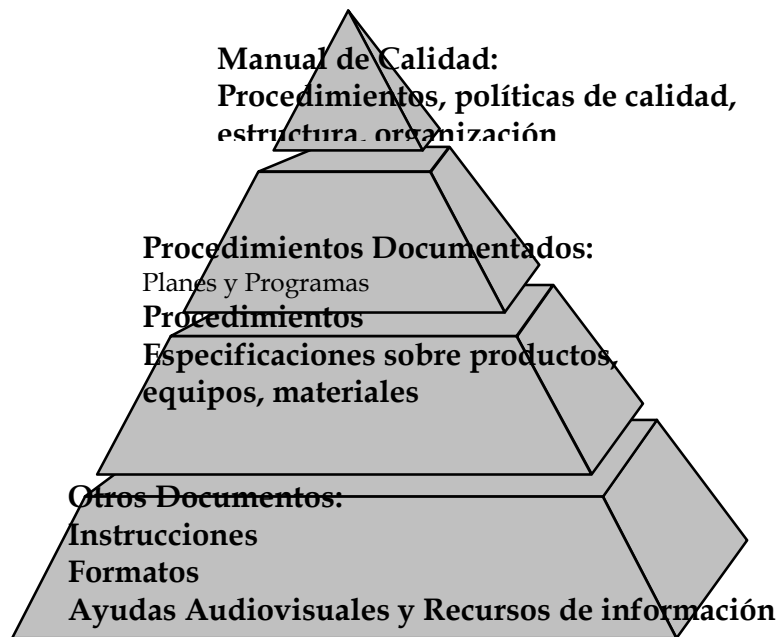 Manual de Calidad:
Procedimientos, políticas de calidad,
estructura, organización
Procedimientos Documentados:
Planes y Programas
Procedimientos
Especificaciones sobre productos,
equipos, materiales
Otros Documentos:
Instrucciones
Formatos
Ayudas Audiovisuales y Recursos de información